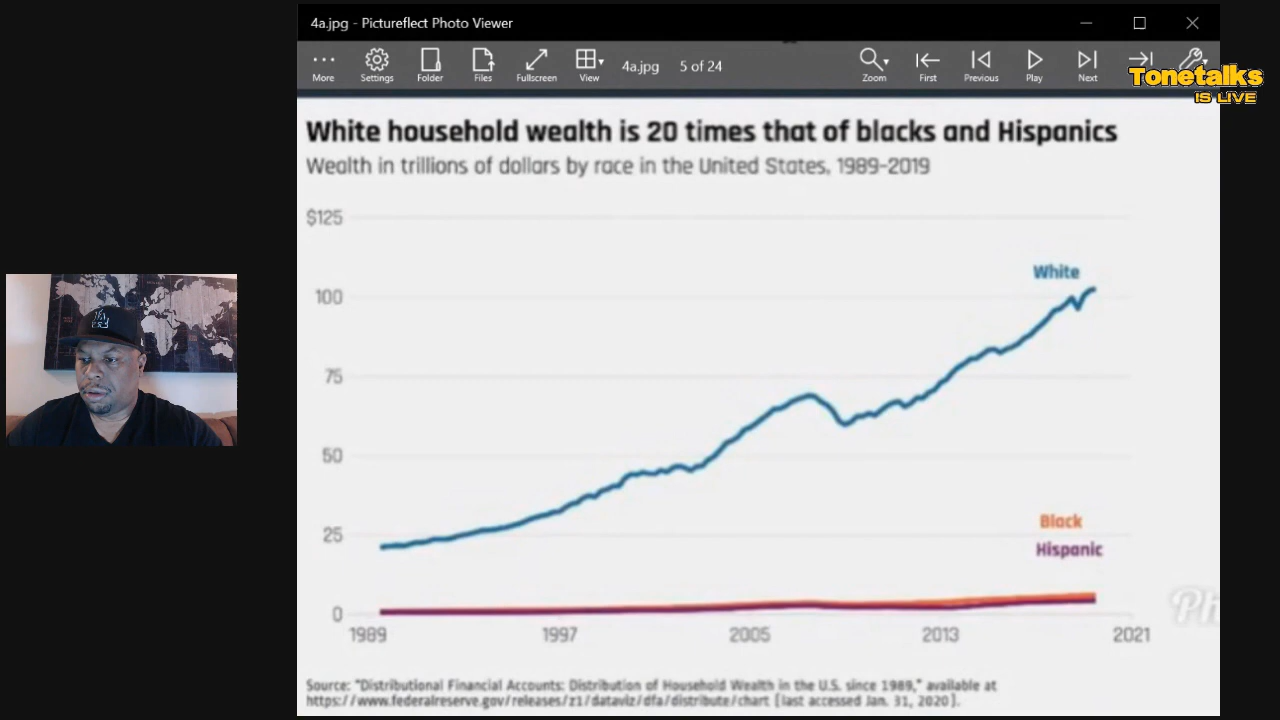 4a.jpg - Pictureflect Photo Viewer
More
Settings
Folder
Files
Fullscreen
View
4a.jpg
5 of 24
Zoom
First
Previous
Play
Next
Tonetalks
IS LIVE
White household wealth is 20 times that of blacks and Hispanics
Wealth in trillions of dollars by race in the United States, 1989–2019
$125
White
100
75
50
Black
25
Hispanic
0
1989
1997
2005
2013
2021
Source: "Distributional Financial Accounts: Distribution of Household Wealth in the U.S. since 1989," available at
https://www.federalreserve.gov/releases/z1/dataviz/dfa/distribute/chart [last accessed Jan. 31, 2020].